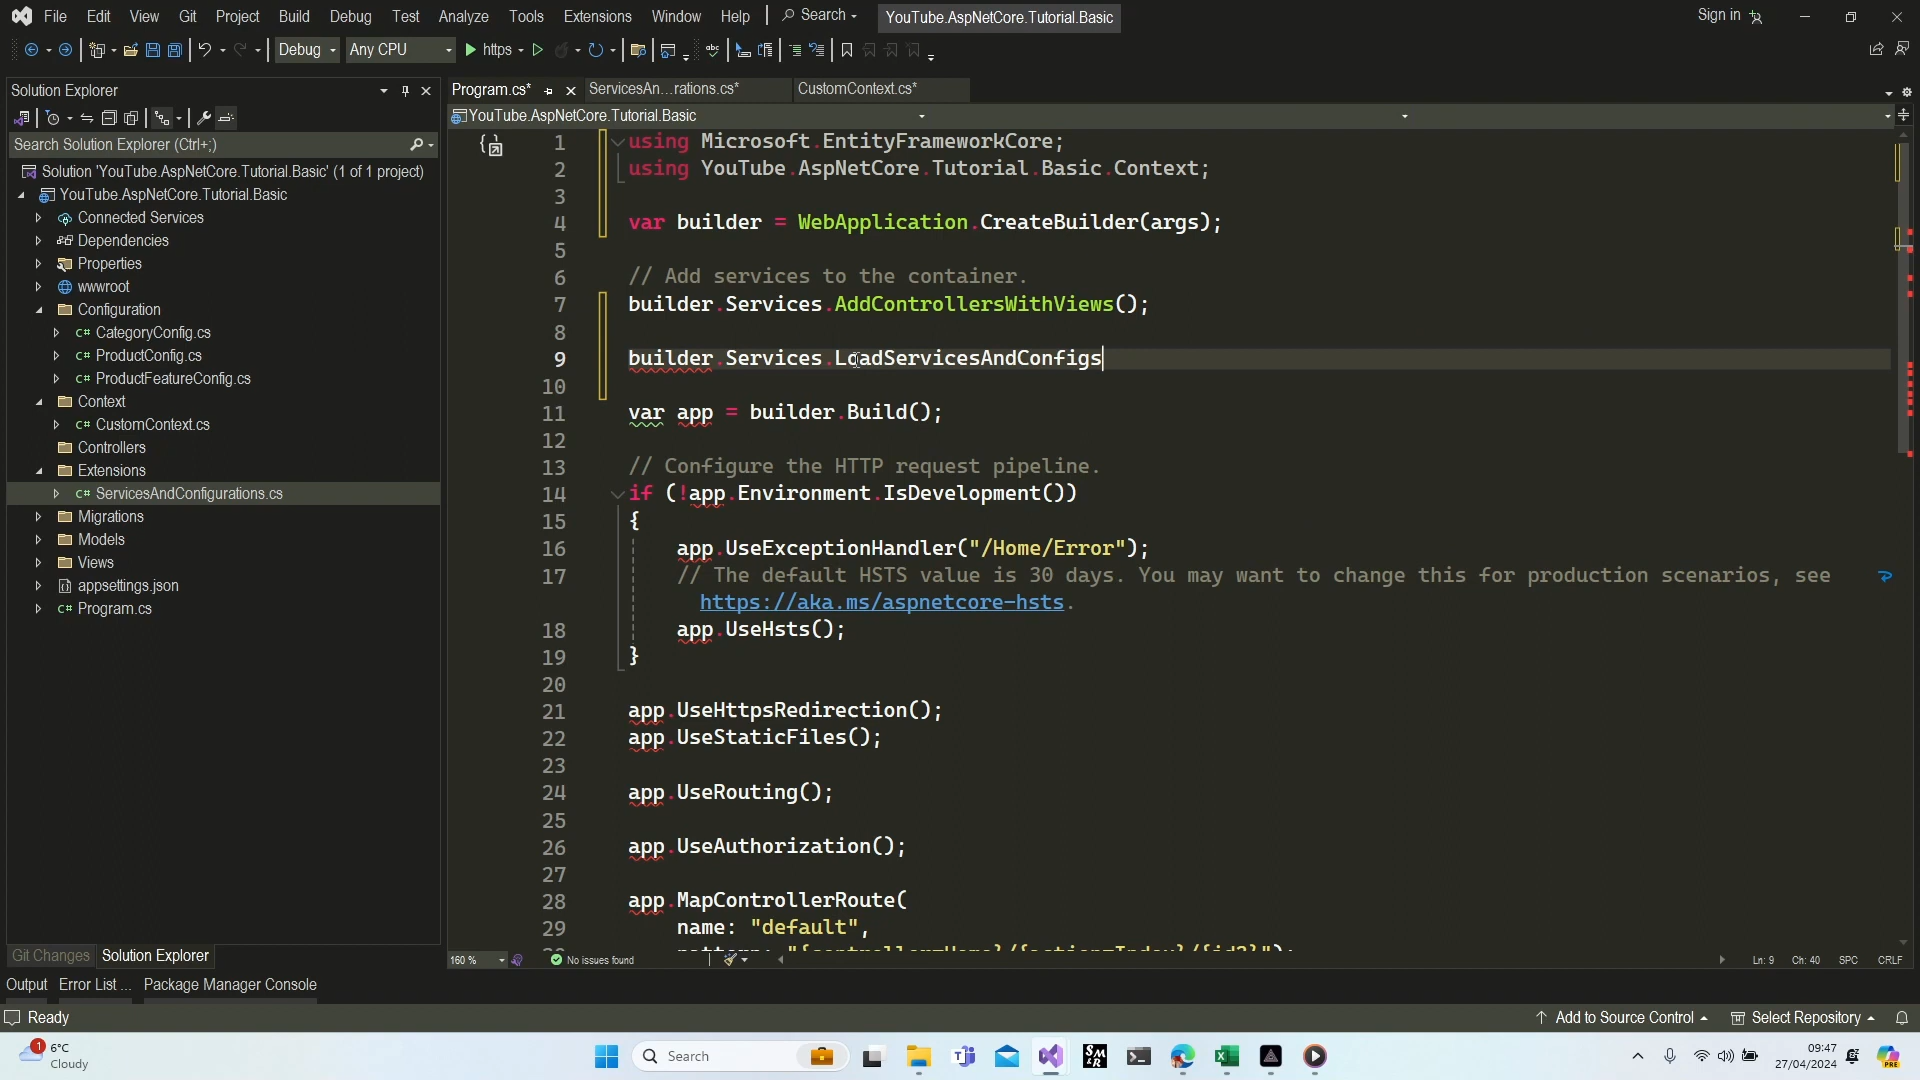 File Edit View Git Project Build Debug Test Analyze Tools Extensions Window Help Search YouTube.AspNetCore.Tutorial.Basic Sign in
Debug Any CPU https
Solution Explorer
Search Solution Explorer (Ctrl+;)
Solution 'YouTube.AspNetCore.Tutorial.Basic' (1 of 1 project)
YouTube.AspNetCore.Tutorial.Basic
Connected Services
Dependencies
Properties
wwwroot
Configuration
C# CategoryConfig.cs
C# ProductConfig.cs
C# ProductFeatureConfig.cs
Context
C# CustomContext.cs
Controllers
Extensions
C# ServicesAndConfigurations.cs
Migrations
Models
Views
appsettings.json
C# Program.cs
Git Changes Solution Explorer
Program.cs* ServicesAn...rations.cs* CustomContext.cs*
YouTube.AspNetCore.Tutorial.Basic
1 using Microsoft.EntityFrameworkCore;
2 using YouTube.AspNetCore.Tutorial.Basic.Context;
3
4 var builder = WebApplication.CreateBuilder(args);
5
6 // Add services to the container.
7 builder.Services.AddControllersWithViews();
8
9 builder.Services.LoadServicesAndConfigs
10
11 var app = builder.Build();
12
13 // Configure the HTTP request pipeline.
14 if (!app.Environment.IsDevelopment())
15 {
16 app.UseExceptionHandler("/Home/Error");
17 // The default HSTS value is 30 days. You may want to change this for production scenarios, see
https://aka.ms/aspnetcore-hsts.
18 app.UseHsts();
19 }
20
21 app.UseHttpsRedirection();
22 app.UseStaticFiles();
23
24 app.UseRouting();
25
26 app.UseAuthorization();
27
28 app.MapControllerRoute(
29 name: "default",
160 % No issues found Ln: 9 Ch: 40 SPC CRLF
Output Error List ... Package Manager Console
Ready Add to Source Control Select Repository
1 6°C
Cloudy
Search
09:47
27/04/2024